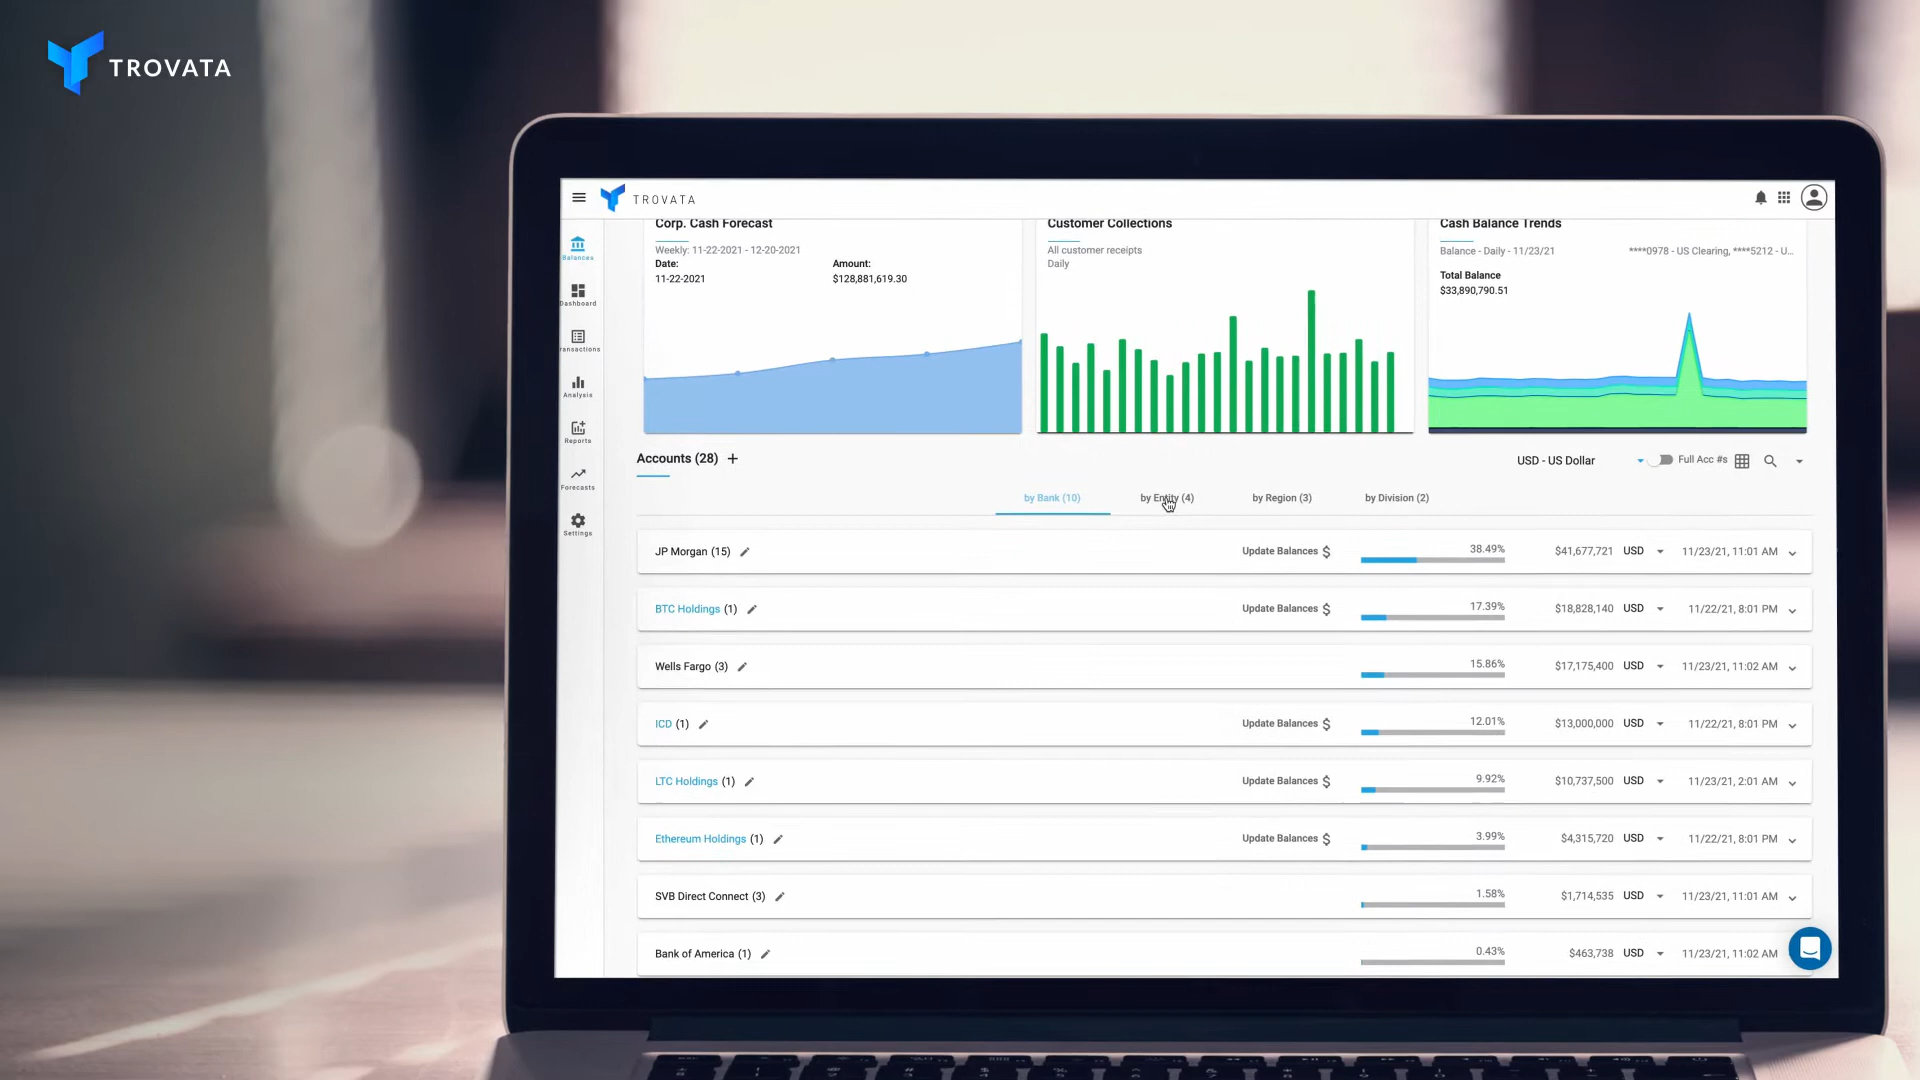 TROVATA
TROVATA
Corp. Cash Forecast
Weekly: 11-22-2021 - 12-20-2021
Date:
Amount:
11-22-2021
$128,881,619.30
Customer Collections
All customer receipts
Daily
Cash Balance Trends
Balance - Daily - 11/23/21
****0978 - US Clearing, ****5212 - U...
Total Balance
$33,890,790.51
Balances
Dashboard
ransactions
Analysis
Reports
Forecasts
Settings
Accounts (28) +
USD - US Dollar
Full Acc #s
by Bank (10)
by Entity (4)
by Region (3)
by Division (2)
JP Morgan (15) Update Balances $ 38.49% $41,677,721 USD 11/23/21, 11:01 AM
BTC Holdings (1) Update Balances $ 17.39% $18,828,140 USD 11/22/21, 8:01 PM
Wells Fargo (3) Update Balances $ 15.86% $17,175,400 USD 11/23/21, 11:02 AM
ICD (1) Update Balances $ 12.01% $13,000,000 USD 11/22/21, 8:01 PM
LTC Holdings (1) Update Balances $ 9.92% $10,737,500 USD 11/23/21, 2:01 AM
Ethereum Holdings (1) Update Balances $ 3.99% $4,315,720 USD 11/22/21, 8:01 PM
SVB Direct Connect (3) 1.58% $1,714,535 USD 11/23/21, 11:01 AM
Bank of America (1) 0.43% $463,738 USD 11/23/21, 11:02 AM